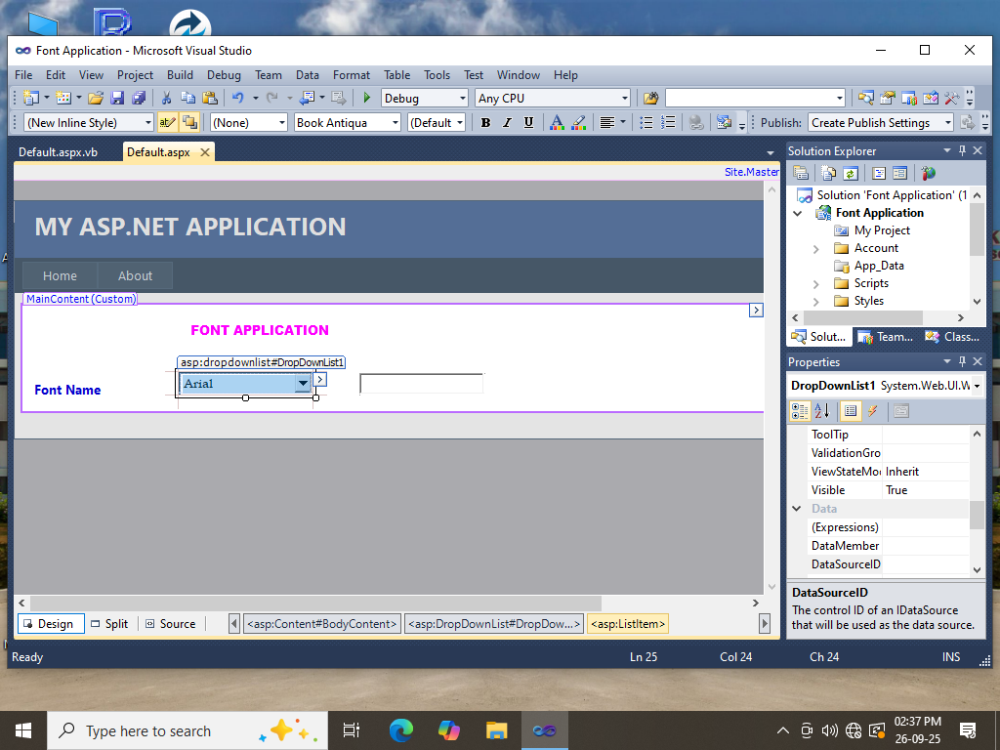 Font Application - Microsoft Visual Studio
File Edit View Project Build Debug Team Data Format Table Tools Test Window Help
Debug Any CPU
(New Inline Style) (None) Book Antiqua (Default B I U A Publish: Create Publish Settings
Default.aspx.vb Default.aspx
Site.Master
MY ASP.NET APPLICATION
Home About
MainContent (Custom)
FONT APPLICATION
asp:dropdownlist#DropDownList1
Font Name Arial
Design Split Source <asp:Content#BodyContent> <asp:DropDownList#DropDow...> <asp:ListItem>
Solution Explorer
Solution 'Font Application' (1
Font Application
My Project
Account
App_Data
Scripts
Styles
Solut... Team... Class...
Properties
DropDownList1 System.Web.UI.W
ToolTip
ValidationGro
ViewStateMo Inherit
Visible True
Data
(Expressions)
DataMember
DataSourceID
DataSourceID
The control ID of an IDataSource
that will be used as the data source.
Ready Ln 25 Col 24 Ch 24 INS
Type here to search
02:37 PM
26-09-25